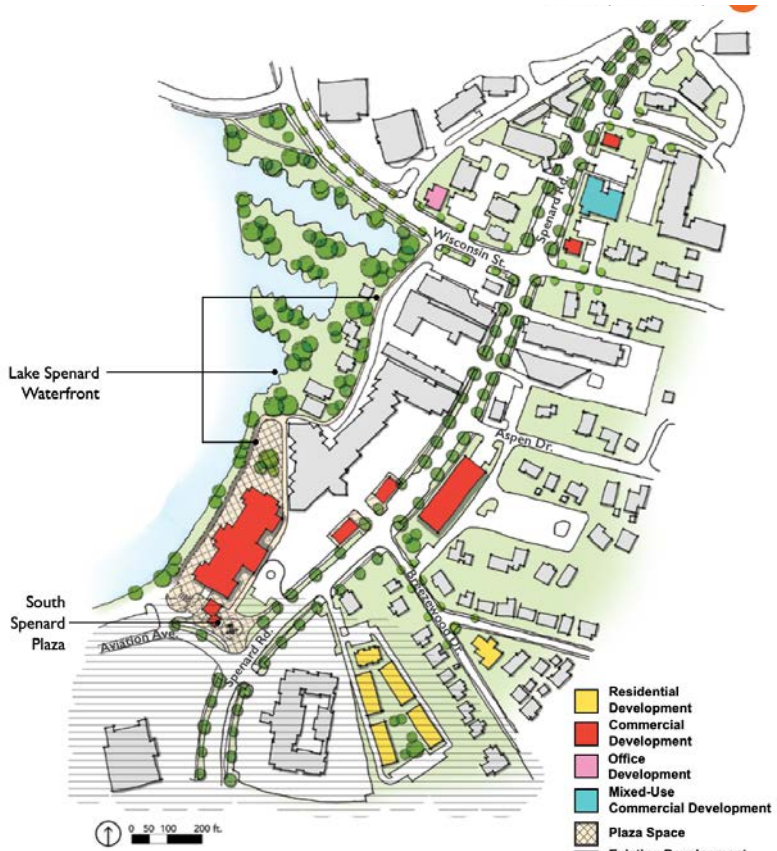 Spenard Rd.
Wisconsin St.
Lake Spenard
Waterfront
Aspen Dr.
South
Spenard
Plaza
Aviation Ave.
Spenard Rd.
Breezewood Dr.
Residential
Development
Commercial
Development
Office
Development
Mixed-Use
Commercial Development
Plaza Space
0 50 100 200 ft.